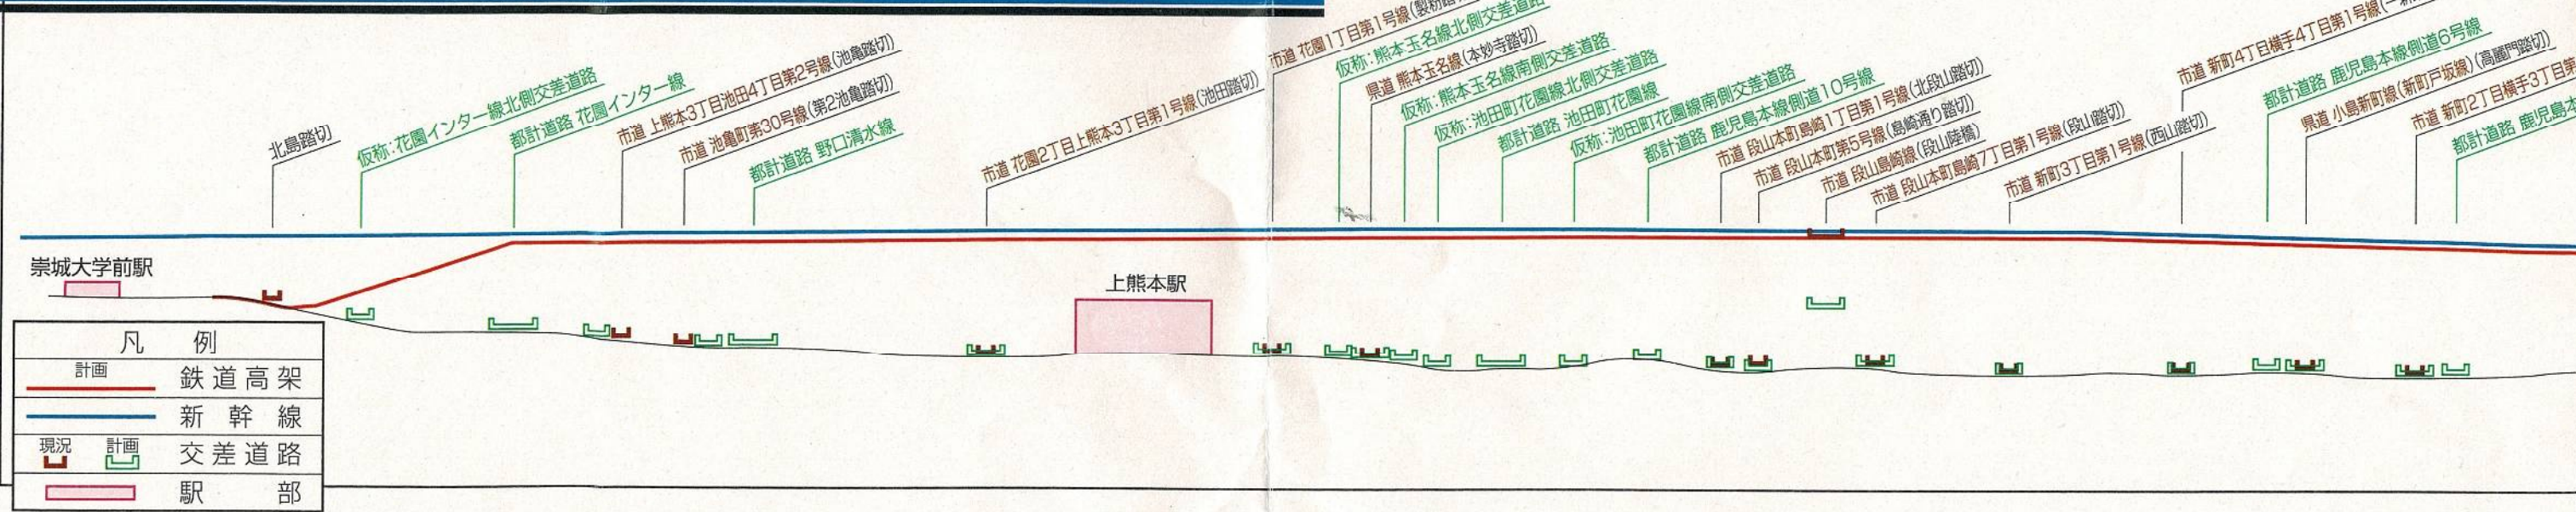 北島踏切
仮称:花園インター線北側交差道路
都計道路 花園インター線
市道 上熊本3丁目池田4丁目第2号線(池亀踏切)
市道 池亀町第30号線(第2池亀踏切)
都計道路 野口清水線
市道 花園2丁目上熊本3丁目第1号線(池田踏切)
市道 花園1丁目第1号線(製粉踏
仮称:熊本玉名線北側交差道路
県道 熊本玉名線(本妙寺踏切)
仮称:熊本玉名線南側交差道路
仮称:池田町花園線北側交差道路
都計道路 池田町花園線
仮称:池田町花園線南側交差道路
都計道路 鹿児島本線側道10号線
市道 段山本町島崎1丁目第1号線(北段山踏切)
市道 段山本町第5号線(島崎通り踏切)
市道 段山島崎線(段山陸橋)
市道 段山本町島崎7丁目第1号線(段山踏切)
市道 新町3丁目第1号線(西山踏切)
市道 新町4丁目横手4丁目第1号線(一新
都計道路 鹿児島本線側道6号線
県道 小島新町線(新町戸坂線)(高麗門踏切)
市道 新町2丁目横手3丁目第
都計道路 鹿児島本
崇城大学前駅
上熊本駅
凡例
計画 鉄道高架
新幹線
現況 計画 交差道路
駅部